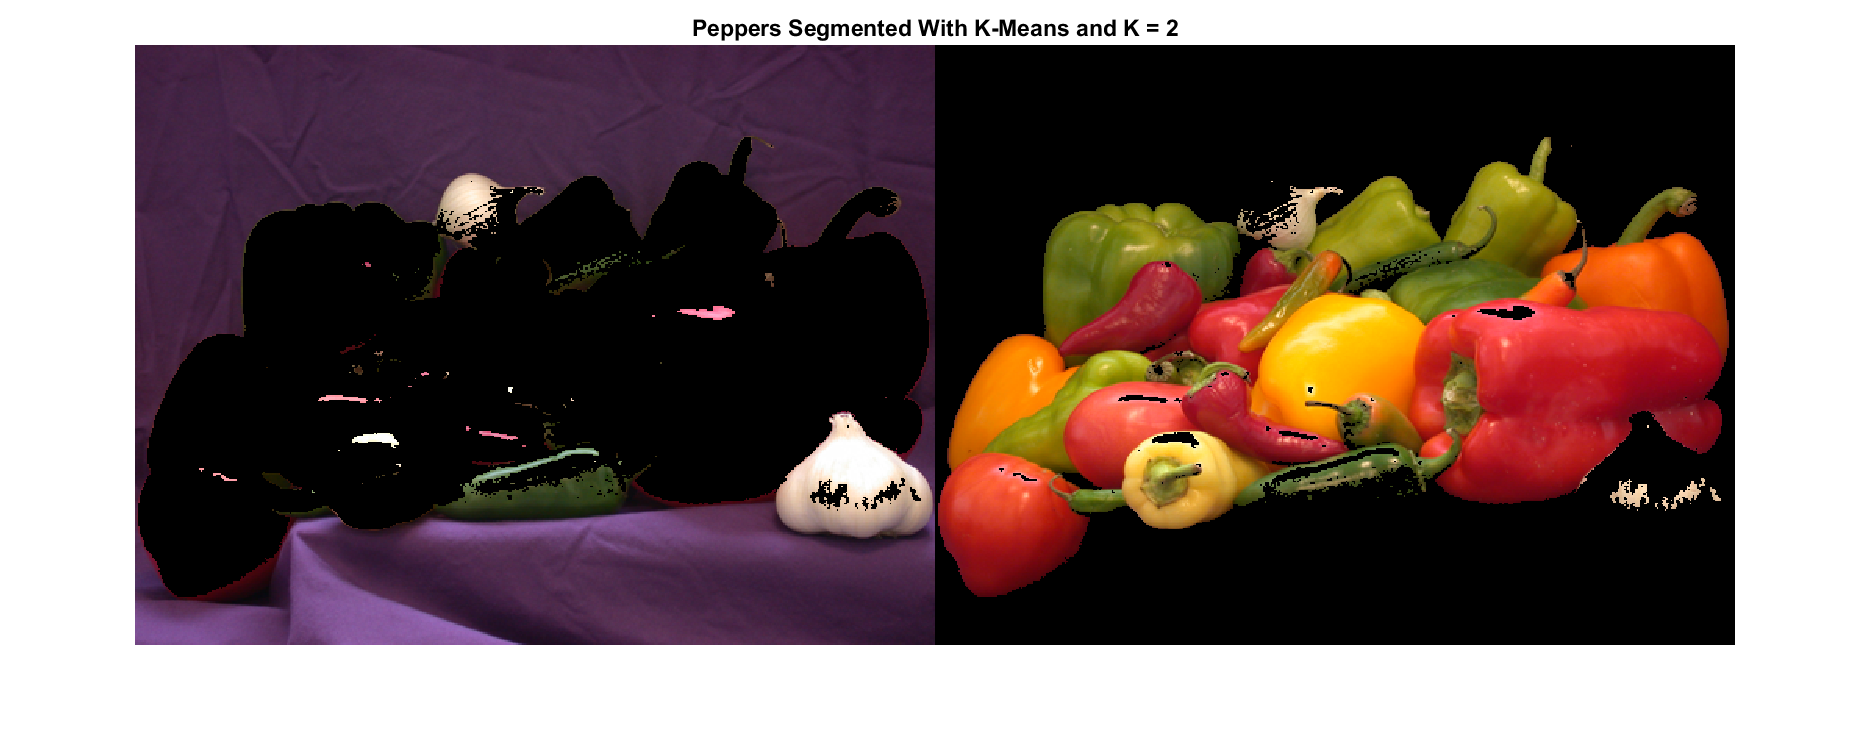 Peppers Segmented With K-Means and K = 2